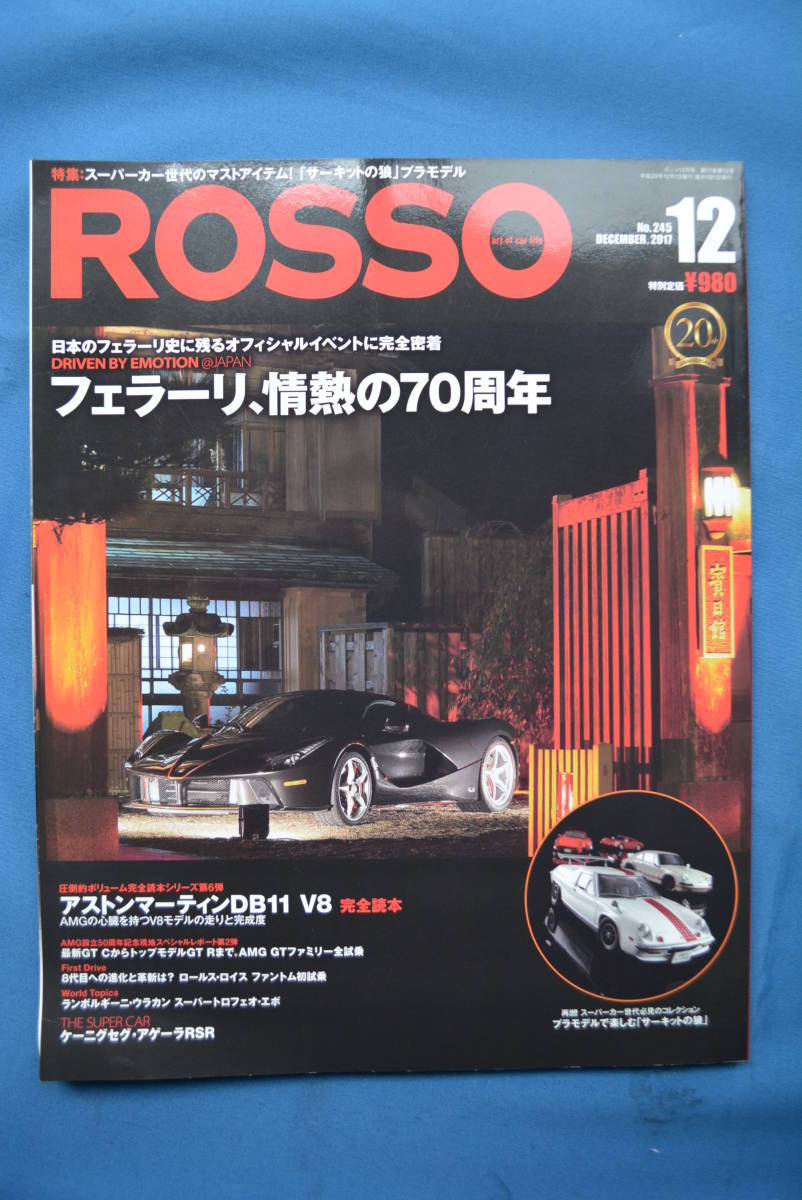 特集:スーパーカー世代のマストアイテム!「サーキットの狼」プラモデル
ROSSO
art of car life
No.245
DECEMBER.2017
12
特別定価¥980
20
日本のフェラーリ史に残るオフィシャルイベントに完全密着
DRIVEN BY EMOTION @JAPAN
フェラーリ、情熱の70周年
賓日館
圧倒的ボリューム完全読本シリーズ第6弾
アストンマーティンDB11 V8 完全読本
AMGの心臓を持つV8モデルの走りと完成度
AMG設立50周年記念現地スペシャルレポート第2弾
最新GT CからトップモデルGT Rまで。AMG GTファミリー全試乗
First Drive
8代目への進化と革新は? ロールス・ロイス ファントム初試乗
World Topics
ランボルギーニ・ウラカン スーパートロフェオ・エボ
THE SUPER CAR
ケーニグセグ・アゲーラRSR
再燃! スーパーカー世代必見のコレクション
プラモデルで楽しむ「サーキットの狼」